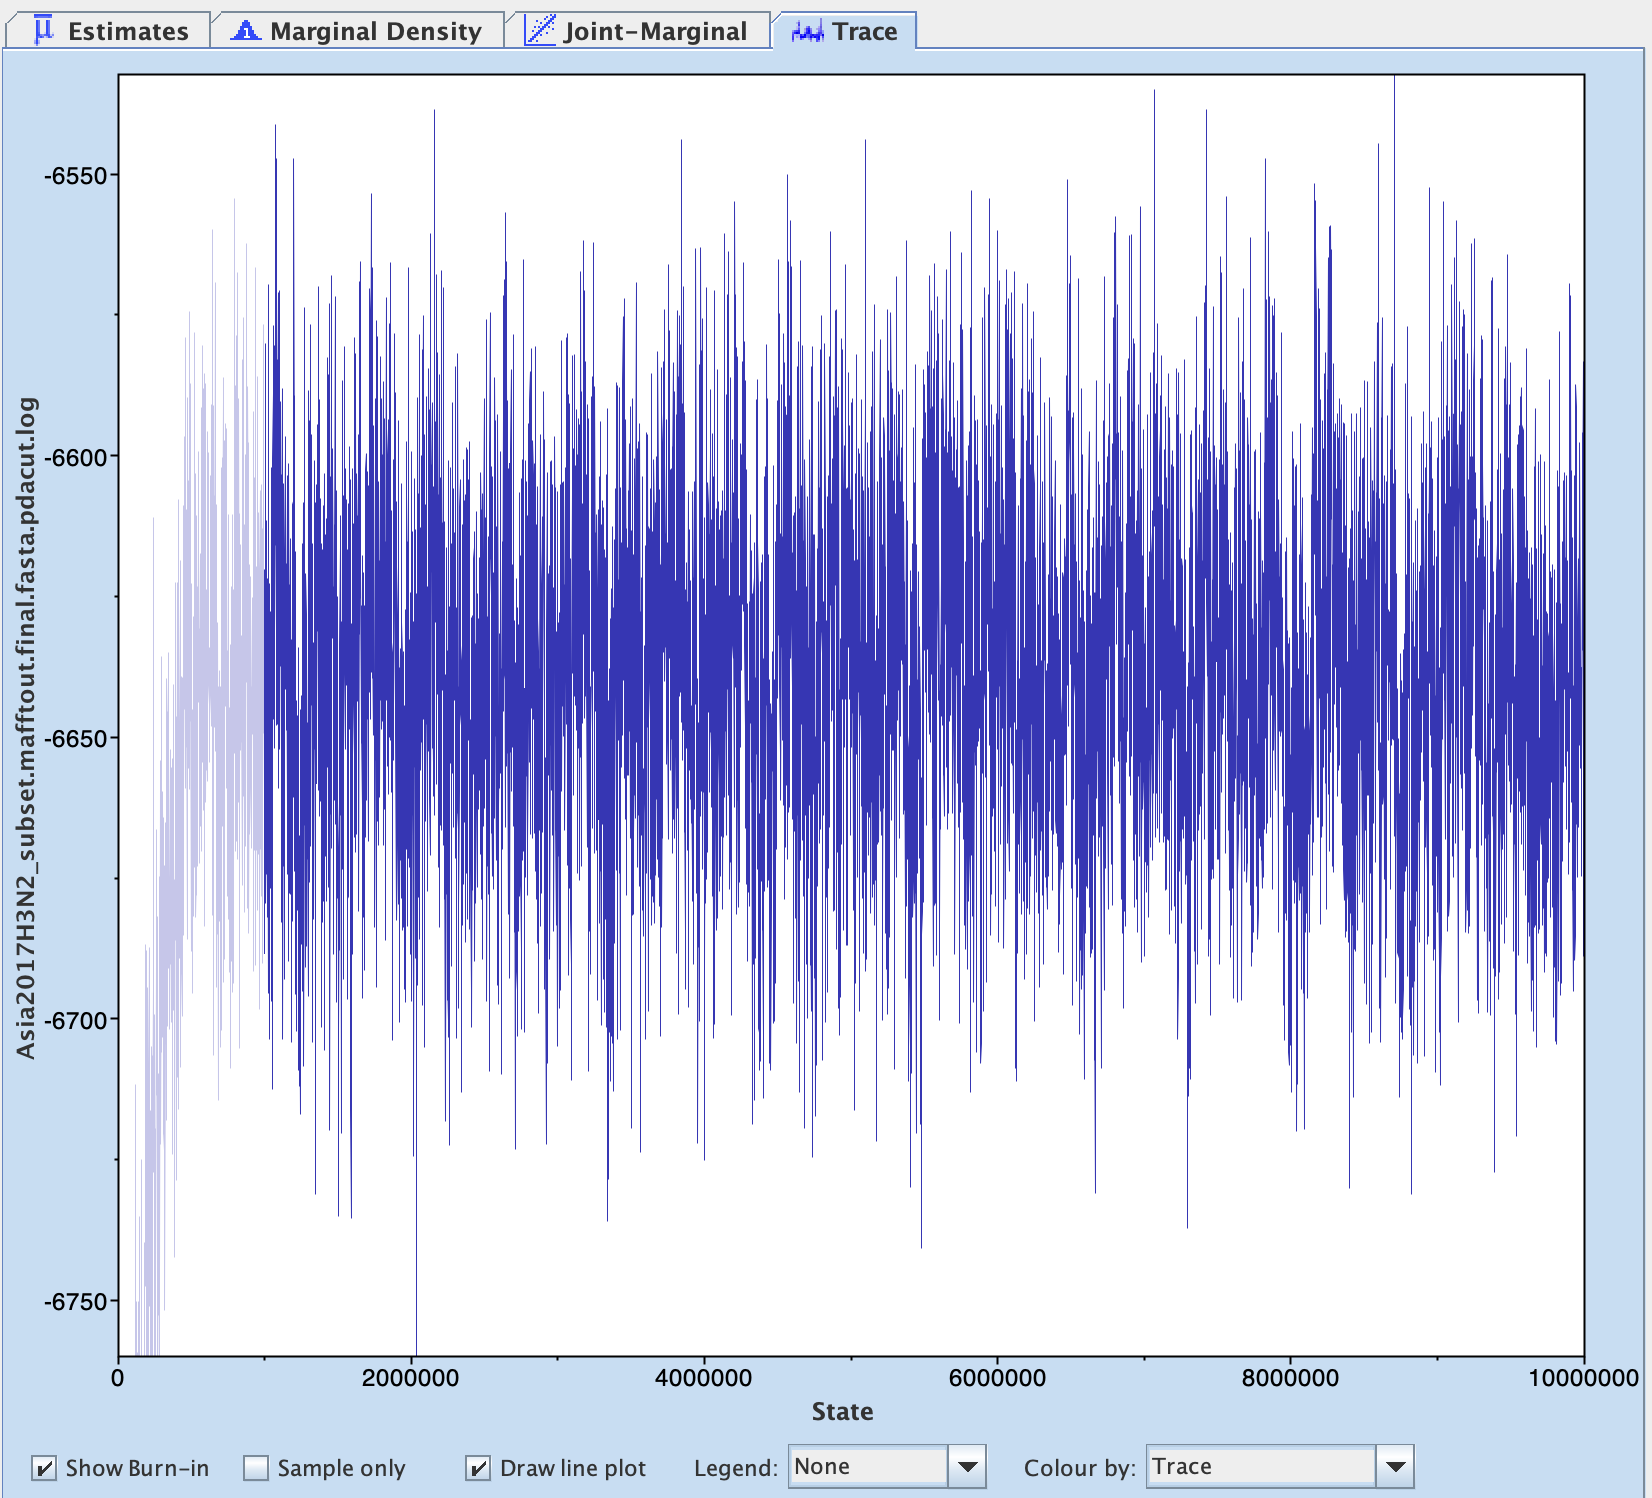 Estimates
Marginal Density
Joint-Marginal
Trace
Asia2017H3N2_subset.mafftout.final.fasta.pdacut.log
-6550
-6600
-6650
-6700
-6750
0
2000000
4000000
6000000
8000000
10000000
State
Show Burn-in
Sample only
Draw line plot
Legend:
None
Colour by:
Trace